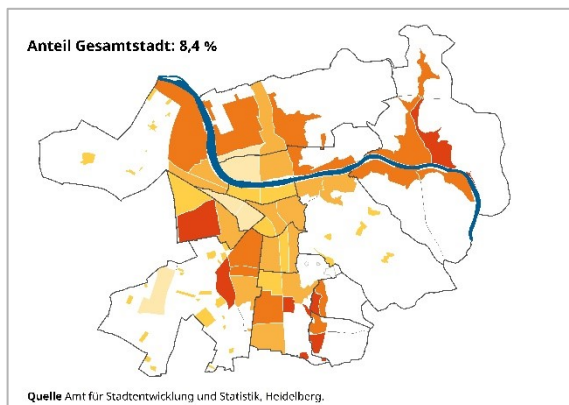 Anteil Gesamtstadt: 8,4 %
Quelle Amt für Stadtentwicklung und Statistik, Heidelberg.